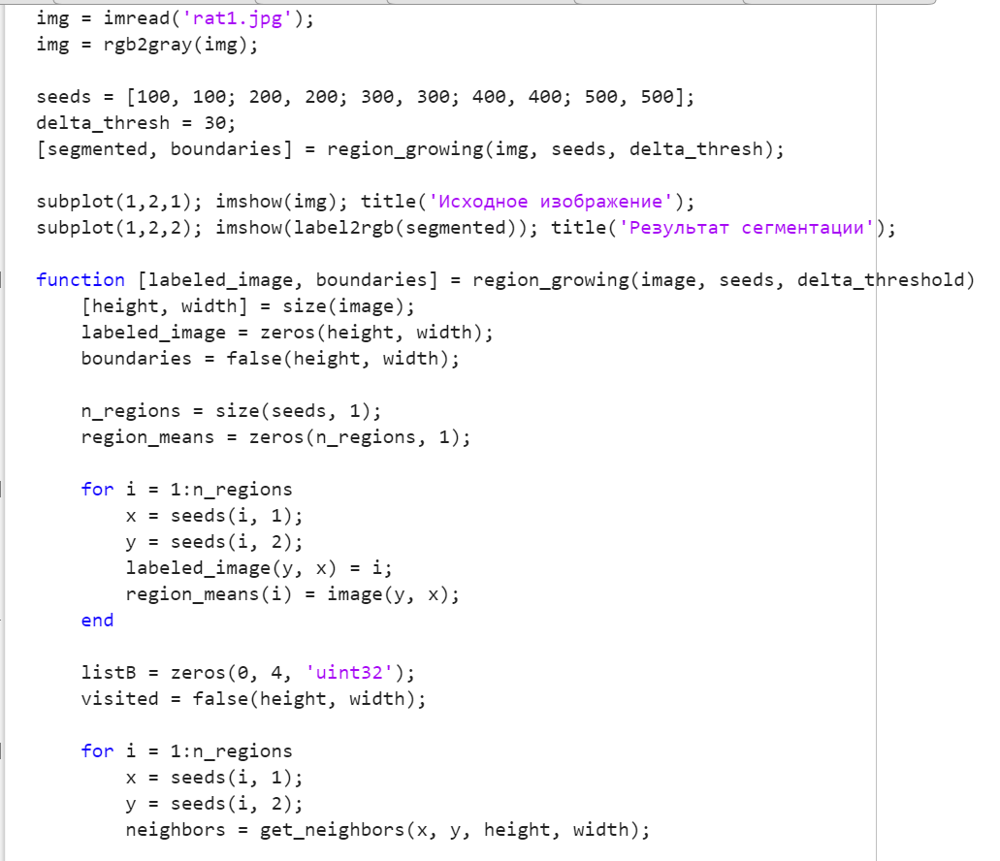 img = imread('rat1.jpg');
img = rgb2gray(img);
seeds = [100, 100; 200, 200; 300, 300; 400, 400; 500, 500];
delta_thresh = 30;
[segmented, boundaries] = region_growing(img, seeds, delta_thresh);
subplot(1,2,1); imshow(img); title('Исходное изображение');
subplot(1,2,2); imshow(label2rgb(segmented)); title('Результат сегментации');
function [labeled_image, boundaries] = region_growing(image, seeds, delta_threshold)
    [height, width] = size(image);
    labeled_image = zeros(height, width);
    boundaries = false(height, width);
    n_regions = size(seeds, 1);
    region_means = zeros(n_regions, 1);
    for i = 1:n_regions
        x = seeds(i, 1);
        y = seeds(i, 2);
        labeled_image(y, x) = i;
        region_means(i) = image(y, x);
    end
    listB = zeros(0, 4, 'uint32');
    visited = false(height, width);
    for i = 1:n_regions
        x = seeds(i, 1);
        y = seeds(i, 2);
        neighbors = get_neighbors(x, y, height, width);